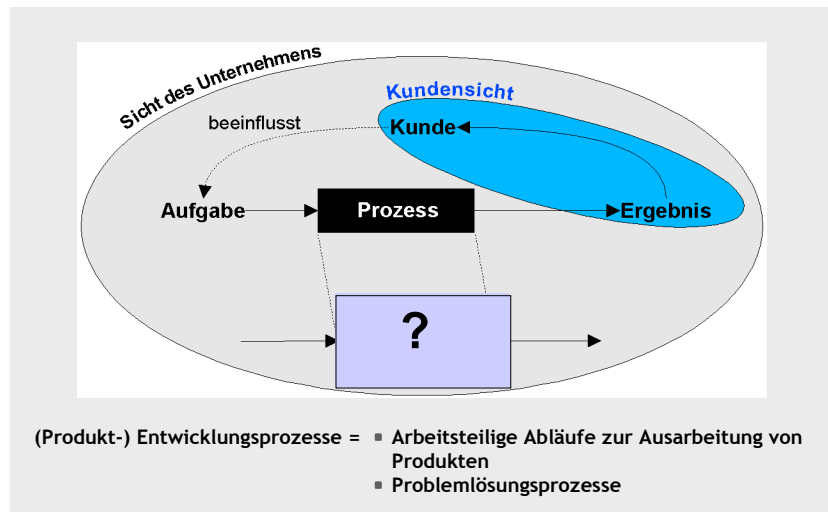 Sicht des Unternehmens
Kundensicht
beeinflusst
Kunde
Aufgabe
Prozess
Ergebnis
?
(Produkt-) Entwicklungsprozesse = ▪ Arbeitsteilige Abläufe zur Ausarbeitung von
Produkten
▪ Problemlösungsprozesse